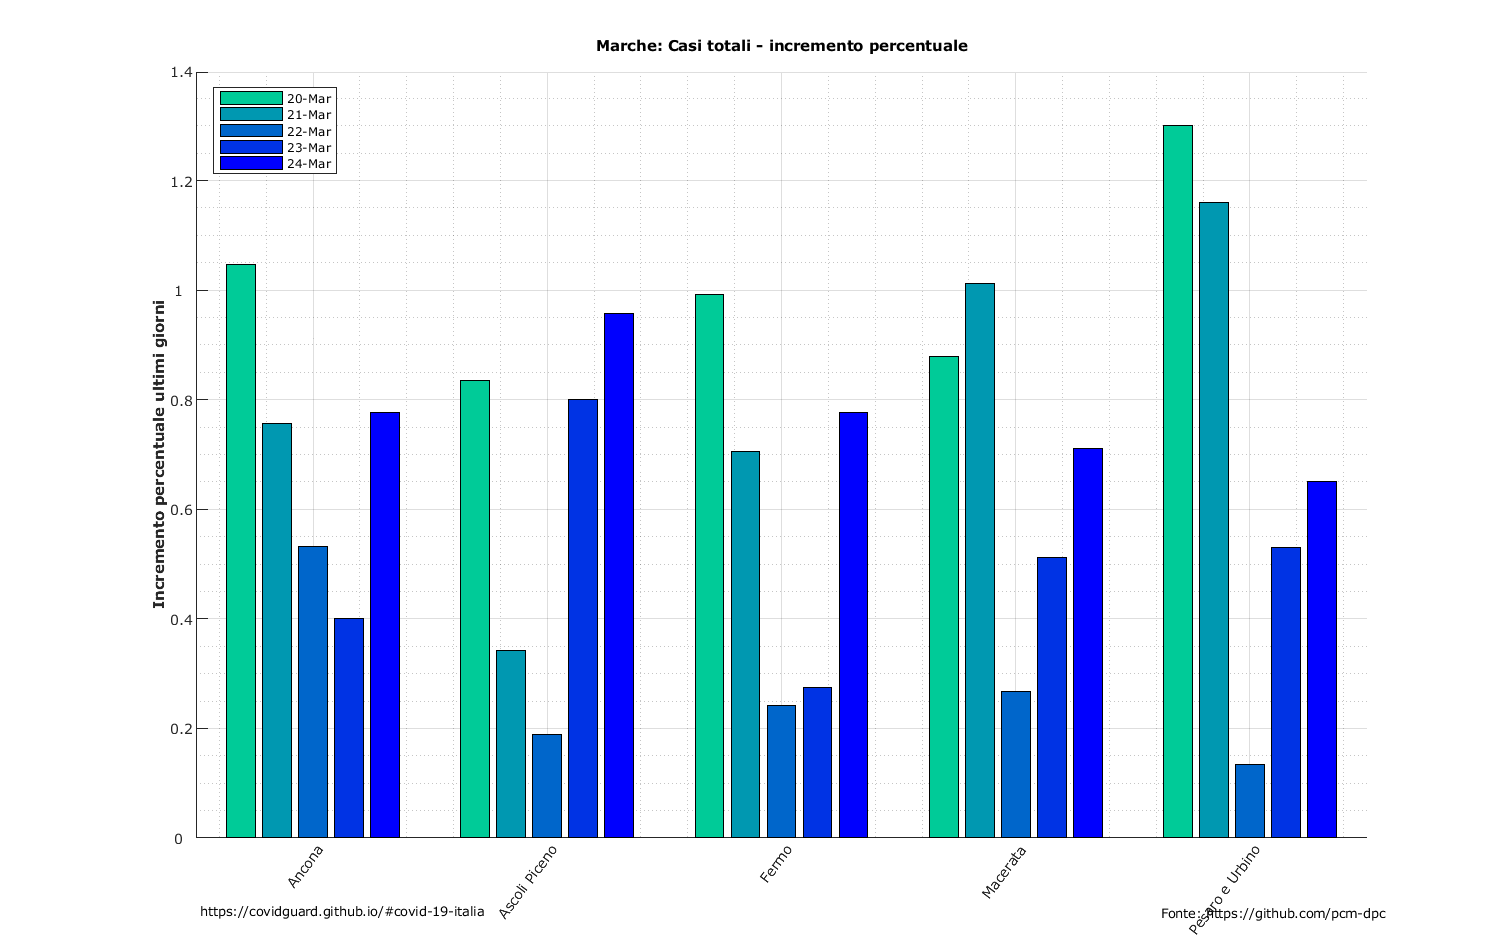 Marche: Casi totali - incremento percentuale
1.4
1.2
1
0.8
0.6
0.4
0.2
0
Incremento percentuale ultimi giorni
20-Mar
21-Mar
22-Mar
23-Mar
24-Mar
Ancona
Ascoli Piceno
Fermo
Macerata
Pesaro e Urbino
https://covidguard.github.io/#covid-19-italia
Fonte: https://github.com/pcm-dpc